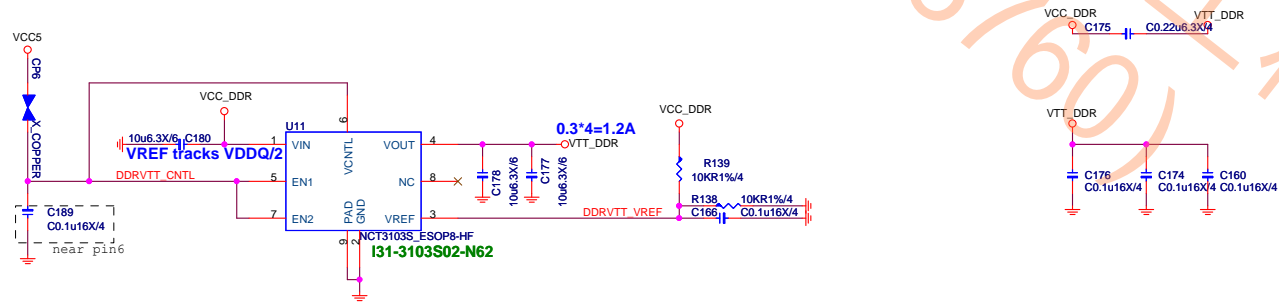 VCC5
CP6
X_COPPER
VCC_DDR
10u6.3X/6
C180
VREF tracks VDDQ/2
DDRVTT_CNTL
C189
C0.1u16X/4
near pin6
U11
6
1
VIN
VCNTL
VOUT
4
5
EN1
NC
8
7
EN2
PAD
GND
VREF
3
9
2
NCT3103S_ESOP8-HF
I31-3103S02-N62
0.3*4=1.2A
VTT_DDR
C178
10u6.3X/6
C177
10u6.3X/6
DDRVTT_VREF
VCC_DDR
R139
10KR1%/4
R138
10KR1%/4
C166
C0.1u16X/4
VCC_DDR
VTT_DDR
C175
C0.22u6.3X/4
VTT_DDR
C176
C0.1u16X/4
C174
C0.1u16X/4
C160
C0.1u16X/4
760)